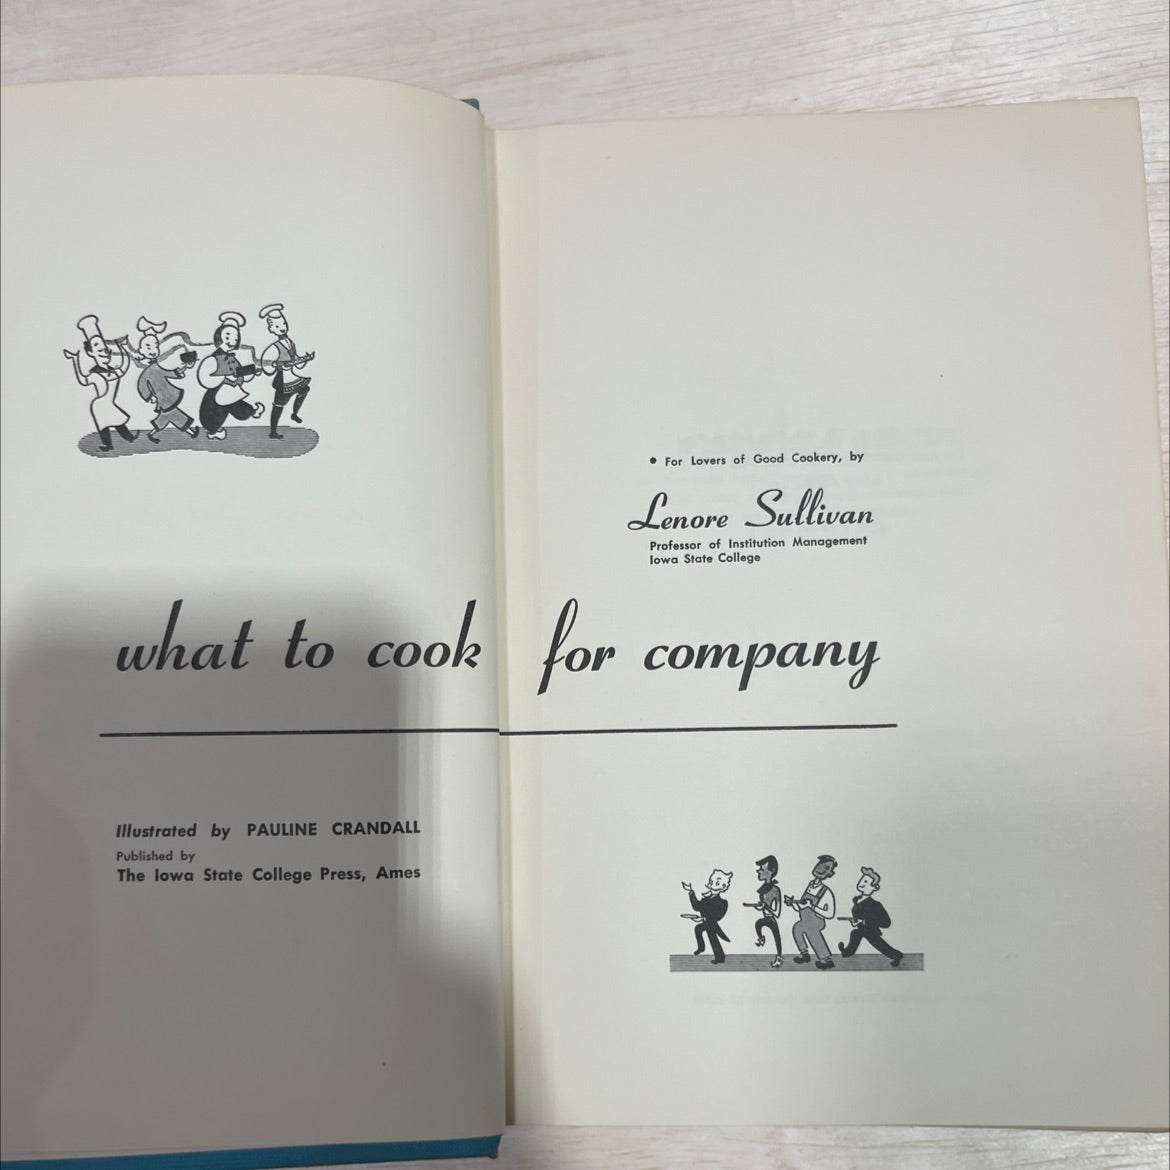 • For Lovers of Good Cookery, by
Lenore Sullivan
Professor of Institution Management
Iowa State College
what to cook for company
Illustrated by PAULINE CRANDALL
Published by
The Iowa State College Press, Ames